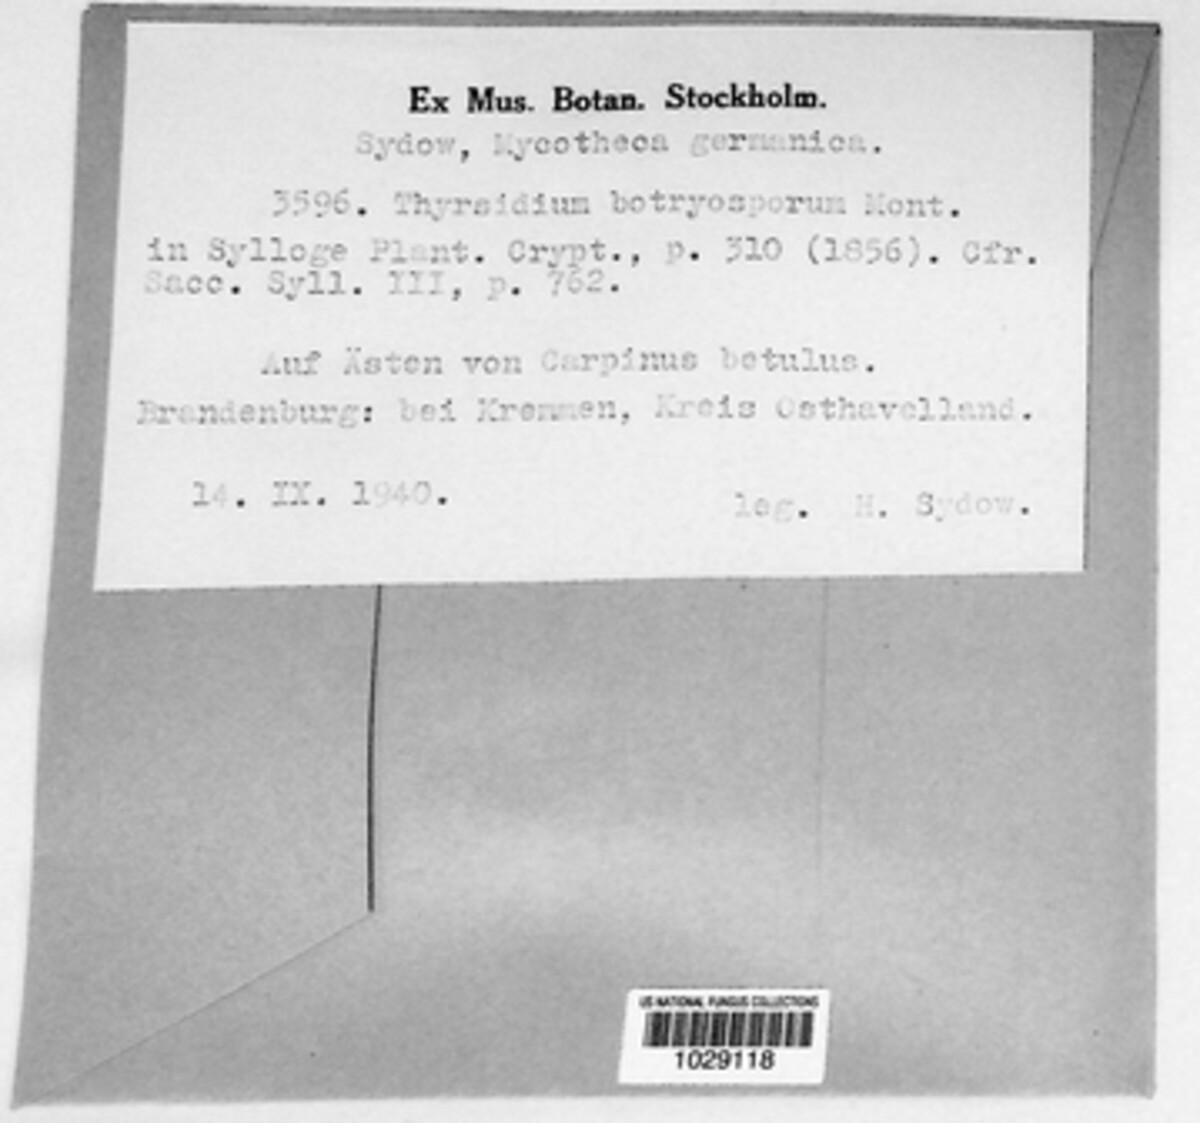 Ex Mus. Botan. Stockholm.
Sydow, Mycotheca germanica.
3596. Thyrsidium botryosporum Mont.
in Sylloge Plant. Crypt., p. 310 (1856). Cfr.
Sacc. Syll. III, p. 762.
Auf Ästen von Carpinus betulus.
Brandenburg: bei Kremmen, Kreis Osthavelland.
14. IX. 1940.
leg. H. Sydow.
US NATIONAL FUNGUS COLLECTIONS
1029118